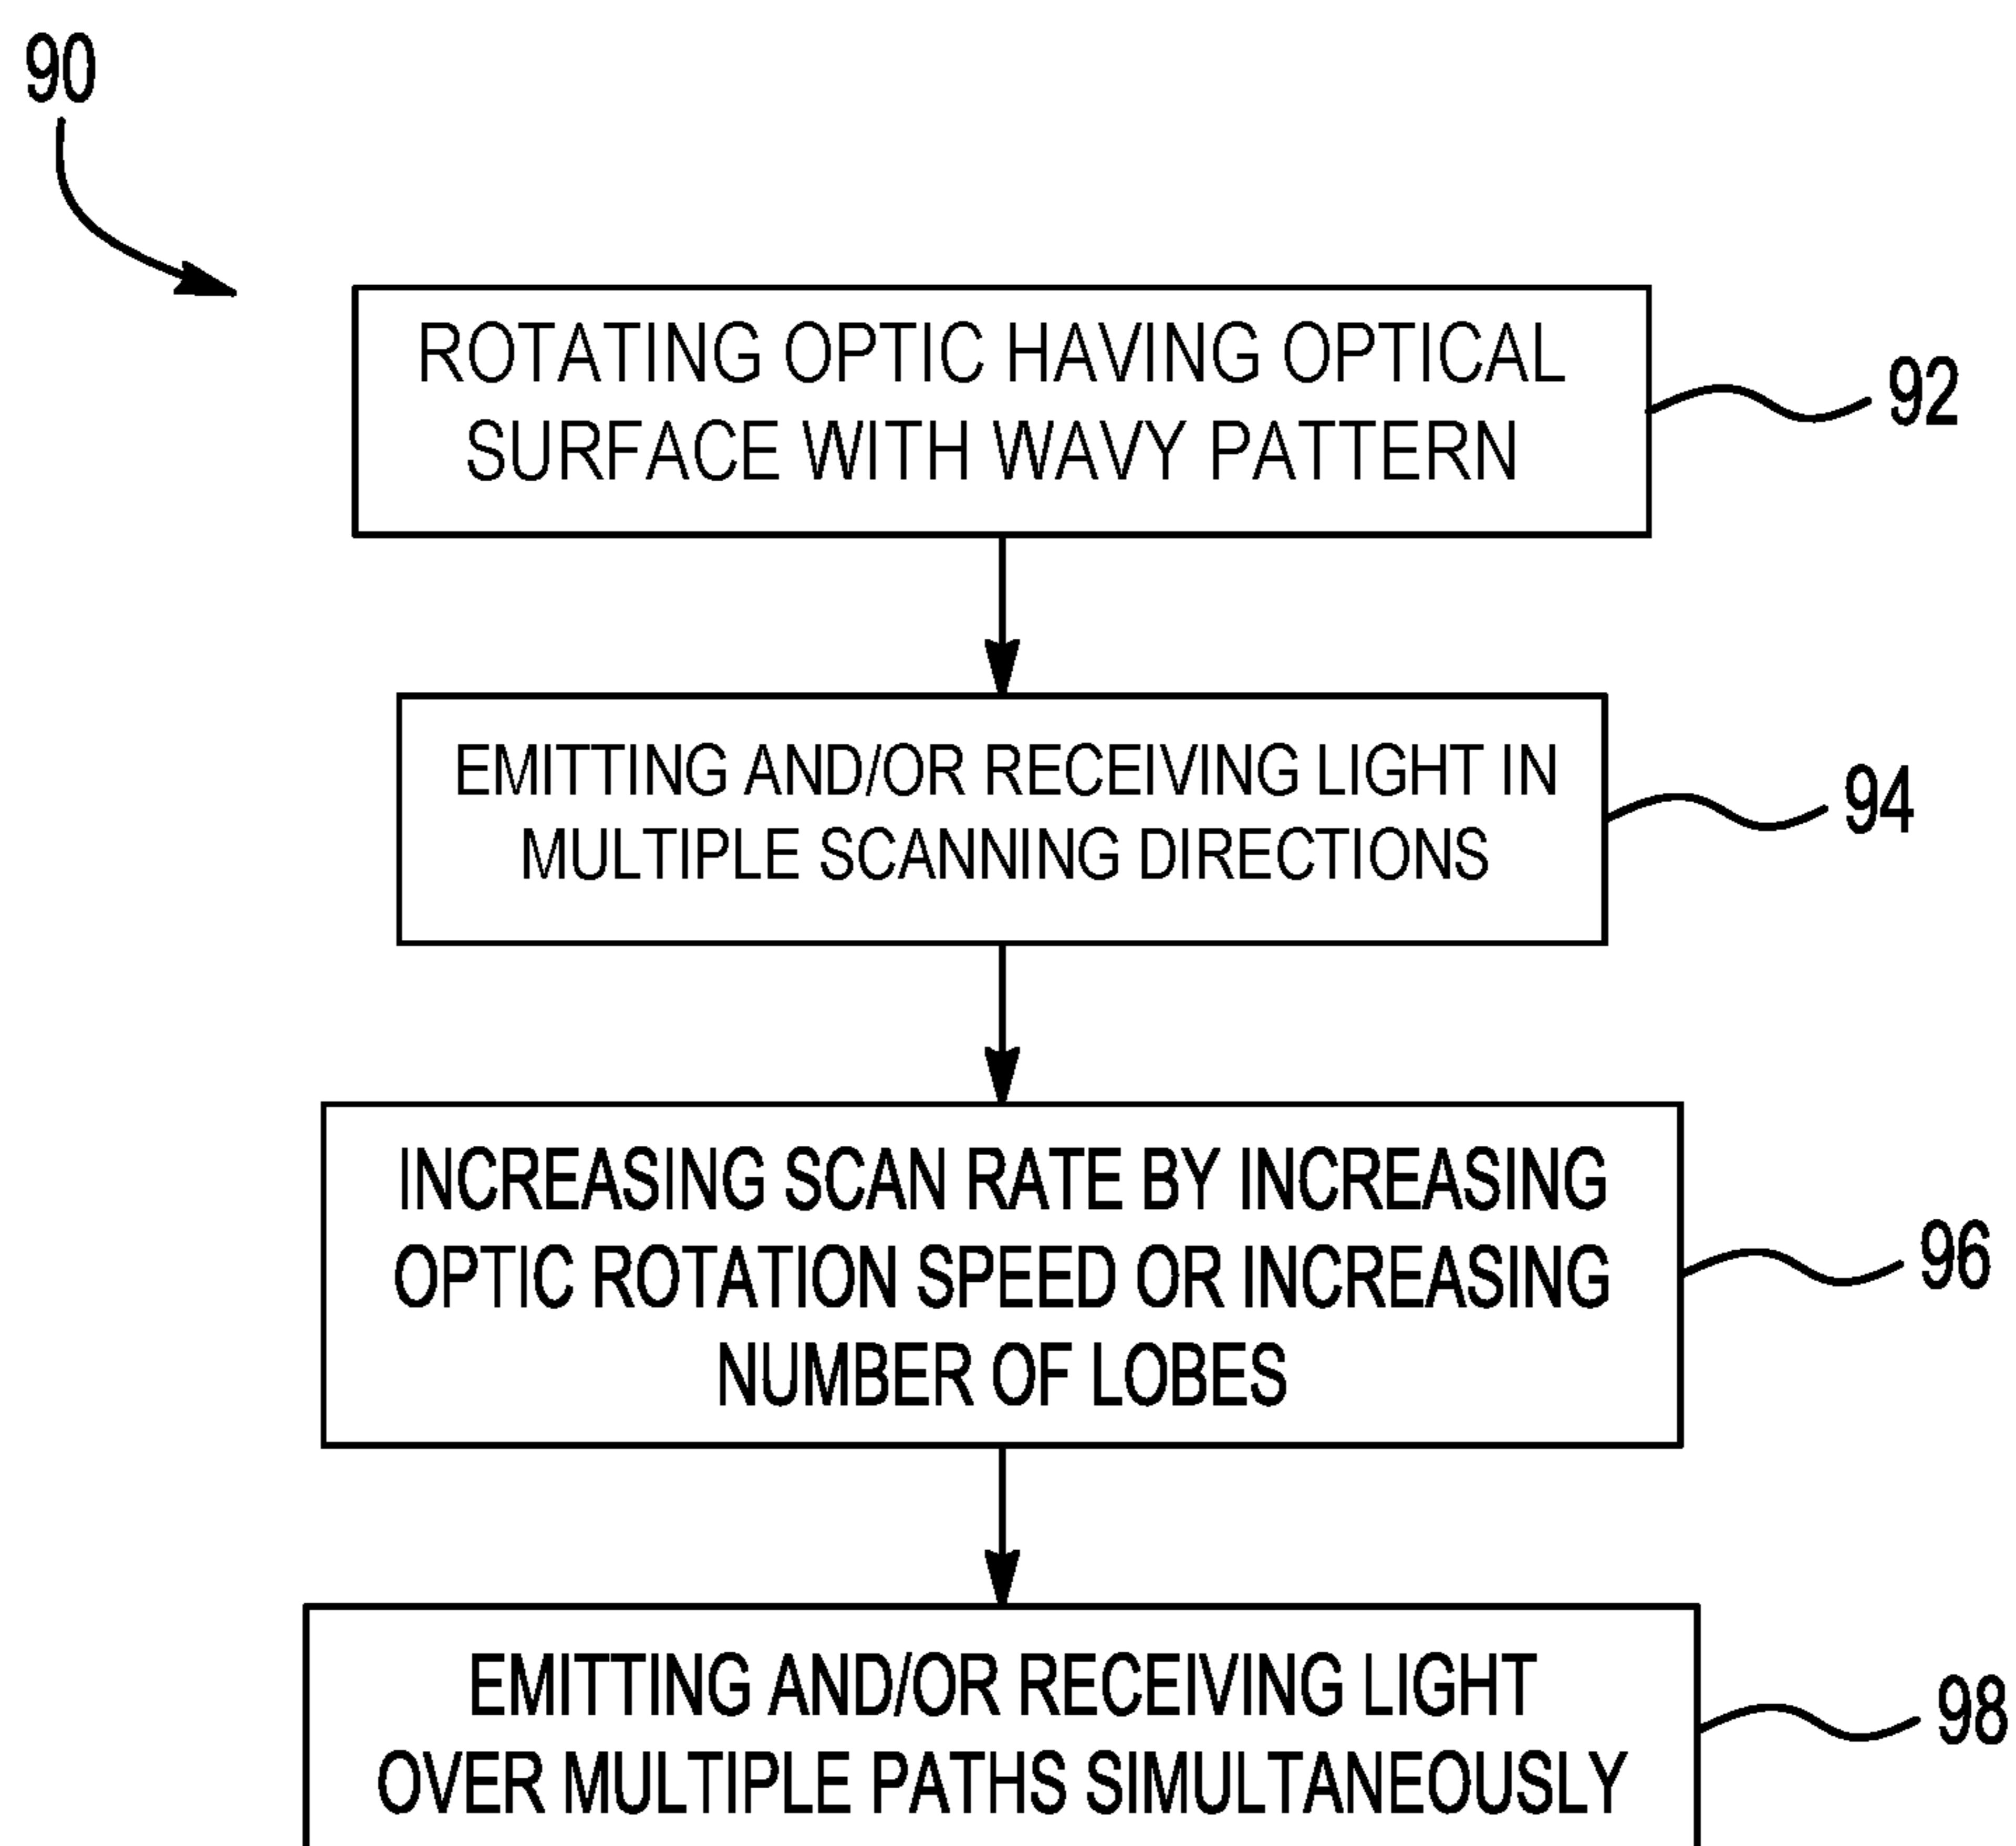 90
ROTATING OPTIC HAVING OPTICAL
SURFACE WITH WAVY PATTERN
92
EMITTING AND/OR RECEIVING LIGHT IN
MULTIPLE SCANNING DIRECTIONS
94
INCREASING SCAN RATE BY INCREASING
OPTIC ROTATION SPEED OR INCREASING
NUMBER OF LOBES
96
EMITTING AND/OR RECEIVING LIGHT
OVER MULTIPLE PATHS SIMULTANEOUSLY
98